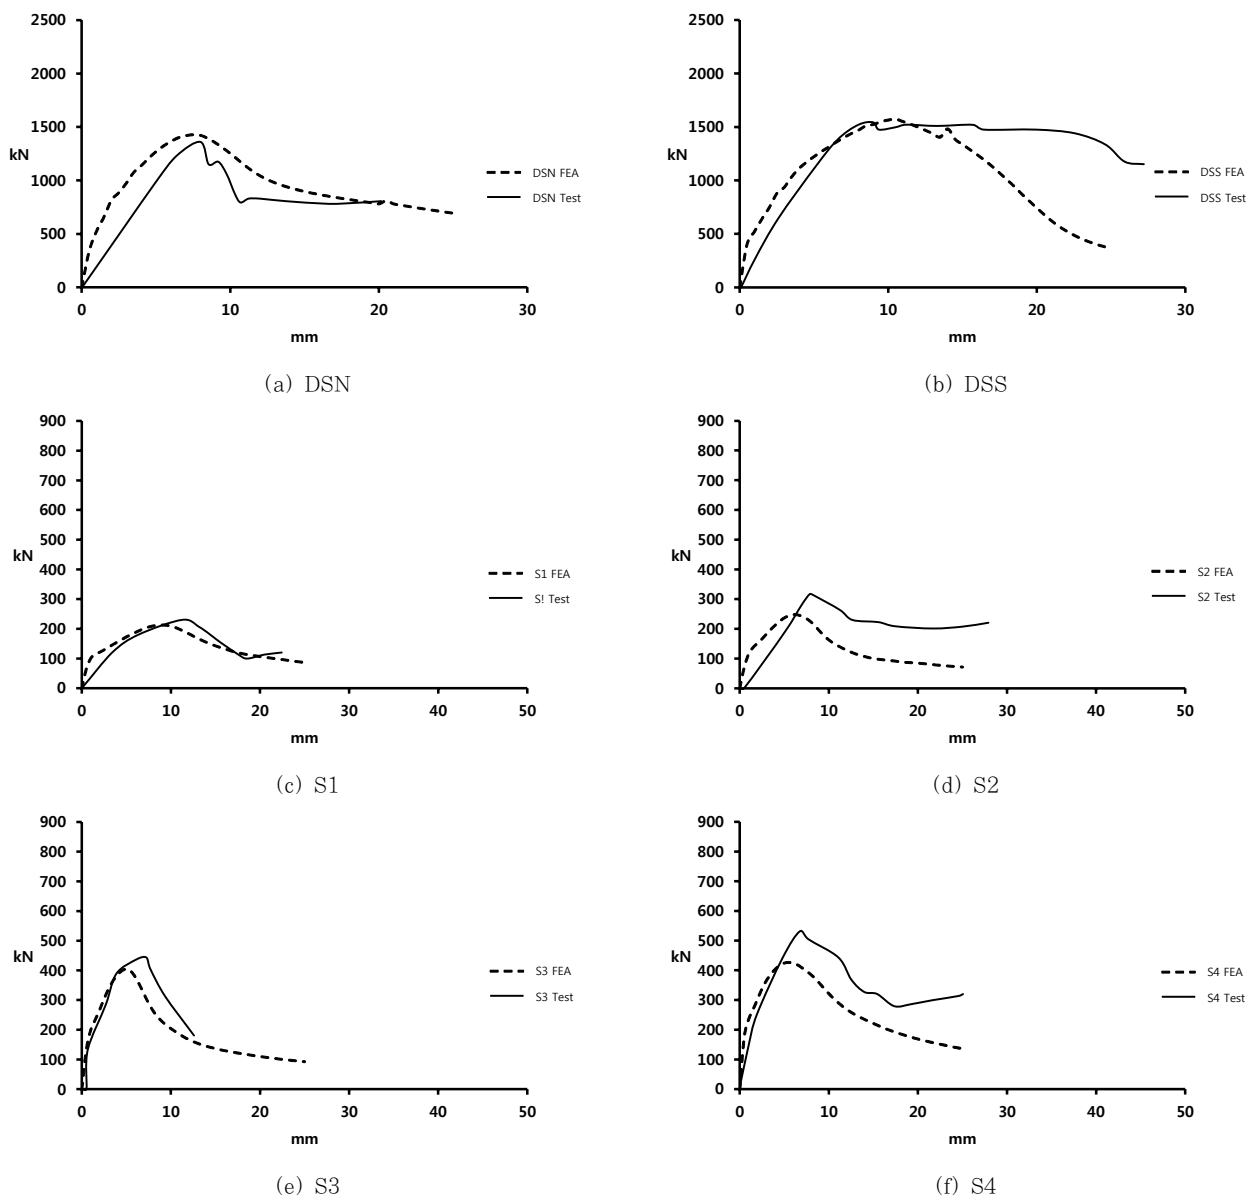 2500
2000
1500
kN
1000
500
0
0 10 20 30
mm
DSN FEA
DSN Test
(a) DSN
2500
2000
1500
kN
1000
500
0
0 10 20 30
mm
DSS FEA
DSS Test
(b) DSS
900
800
700
600
500
kN
400
300
200
100
0
0 10 20 30 40 50
mm
S1 FEA
S! Test
(c) S1
900
800
700
600
500
kN
400
300
200
100
0
0 10 20 30 40 50
mm
S2 FEA
S2 Test
(d) S2
900
800
700
600
500
kN
400
300
200
100
0
0 10 20 30 40 50
mm
S3 FEA
S3 Test
(e) S3
900
800
700
600
500
kN
400
300
200
100
0
0 10 20 30 40 50
mm
S4 FEA
S4 Test
(f) S4